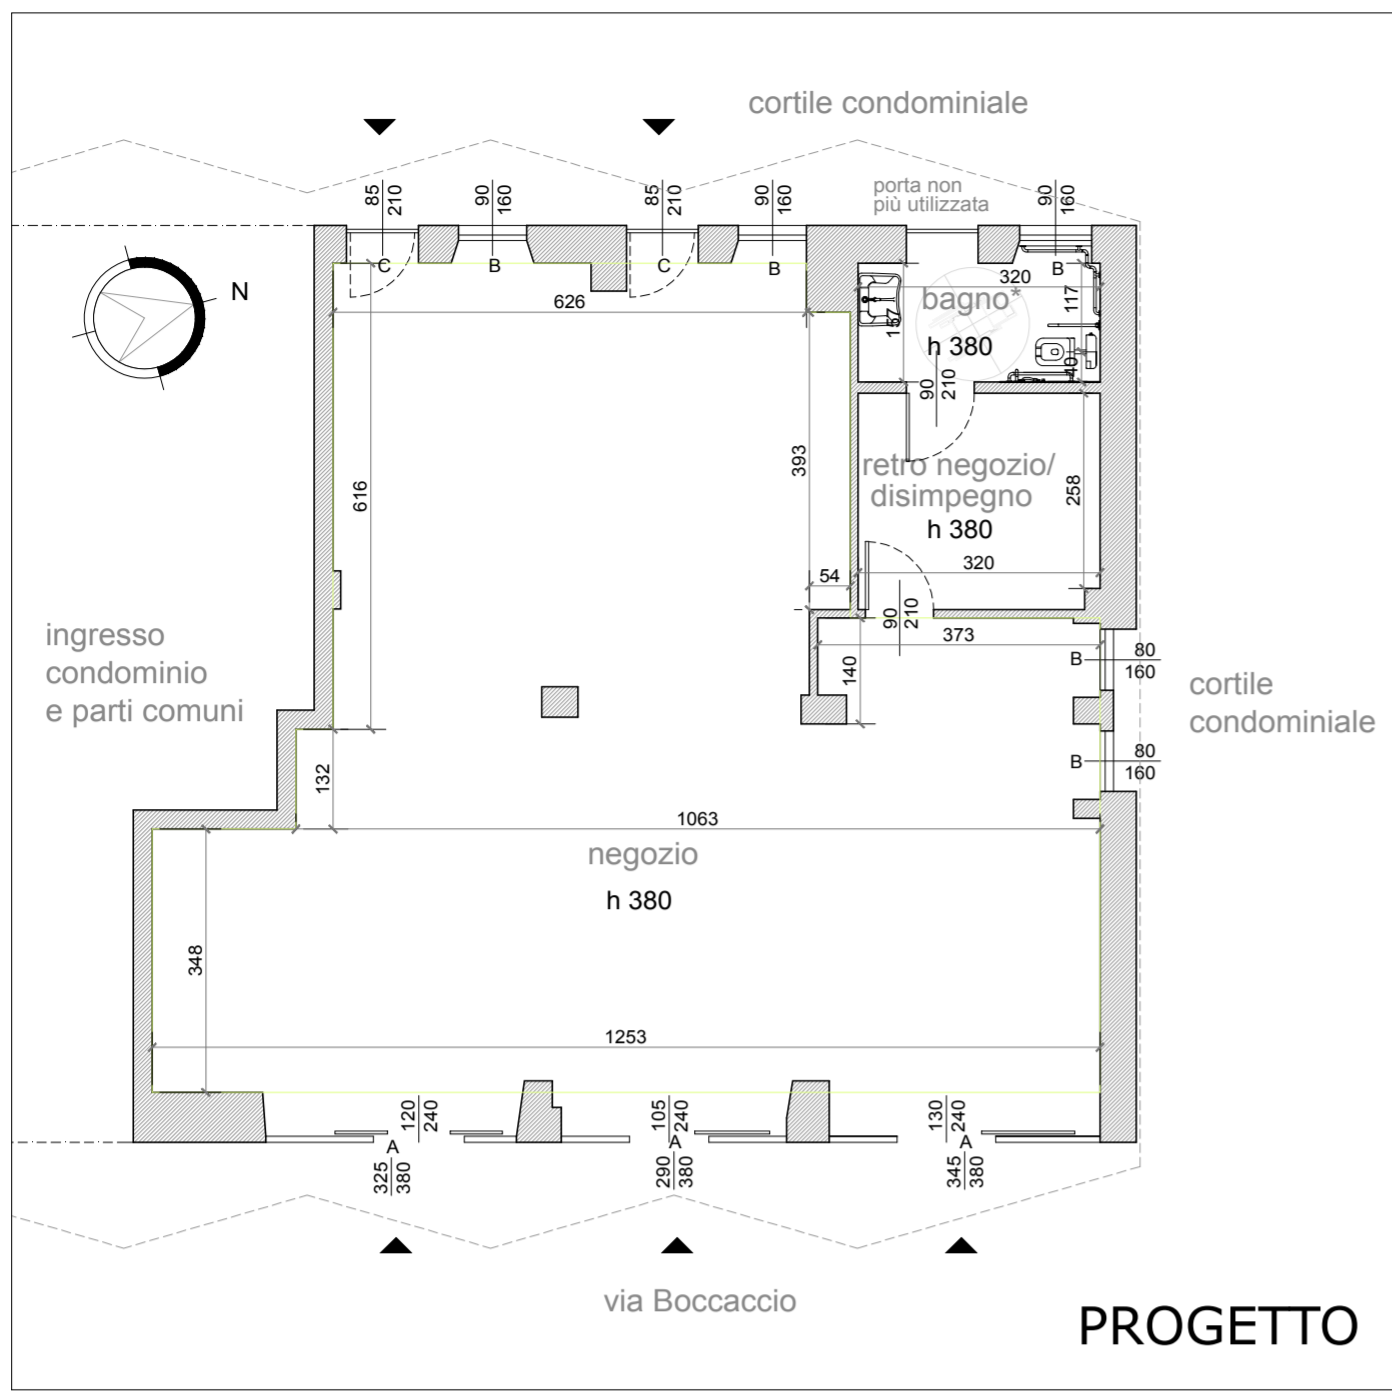 cortile condominiale
85
210
90
160
85
210
90
160
porta non
più utilizzata
90
160
C
B
C
B
B
N
626
320
bagno*
117
157
h 380
40
90
210
616
393
retro negozio/
disimpegno
258
h 380
320
54
90
210
373
140
B
80
160
ingresso
condominio
e parti comuni
cortile
condominiale
B
80
160
132
1063
negozio
h 380
348
1253
120
240
105
240
130
240
A
A
A
325
380
290
380
345
380
via Boccaccio
PROGETTO